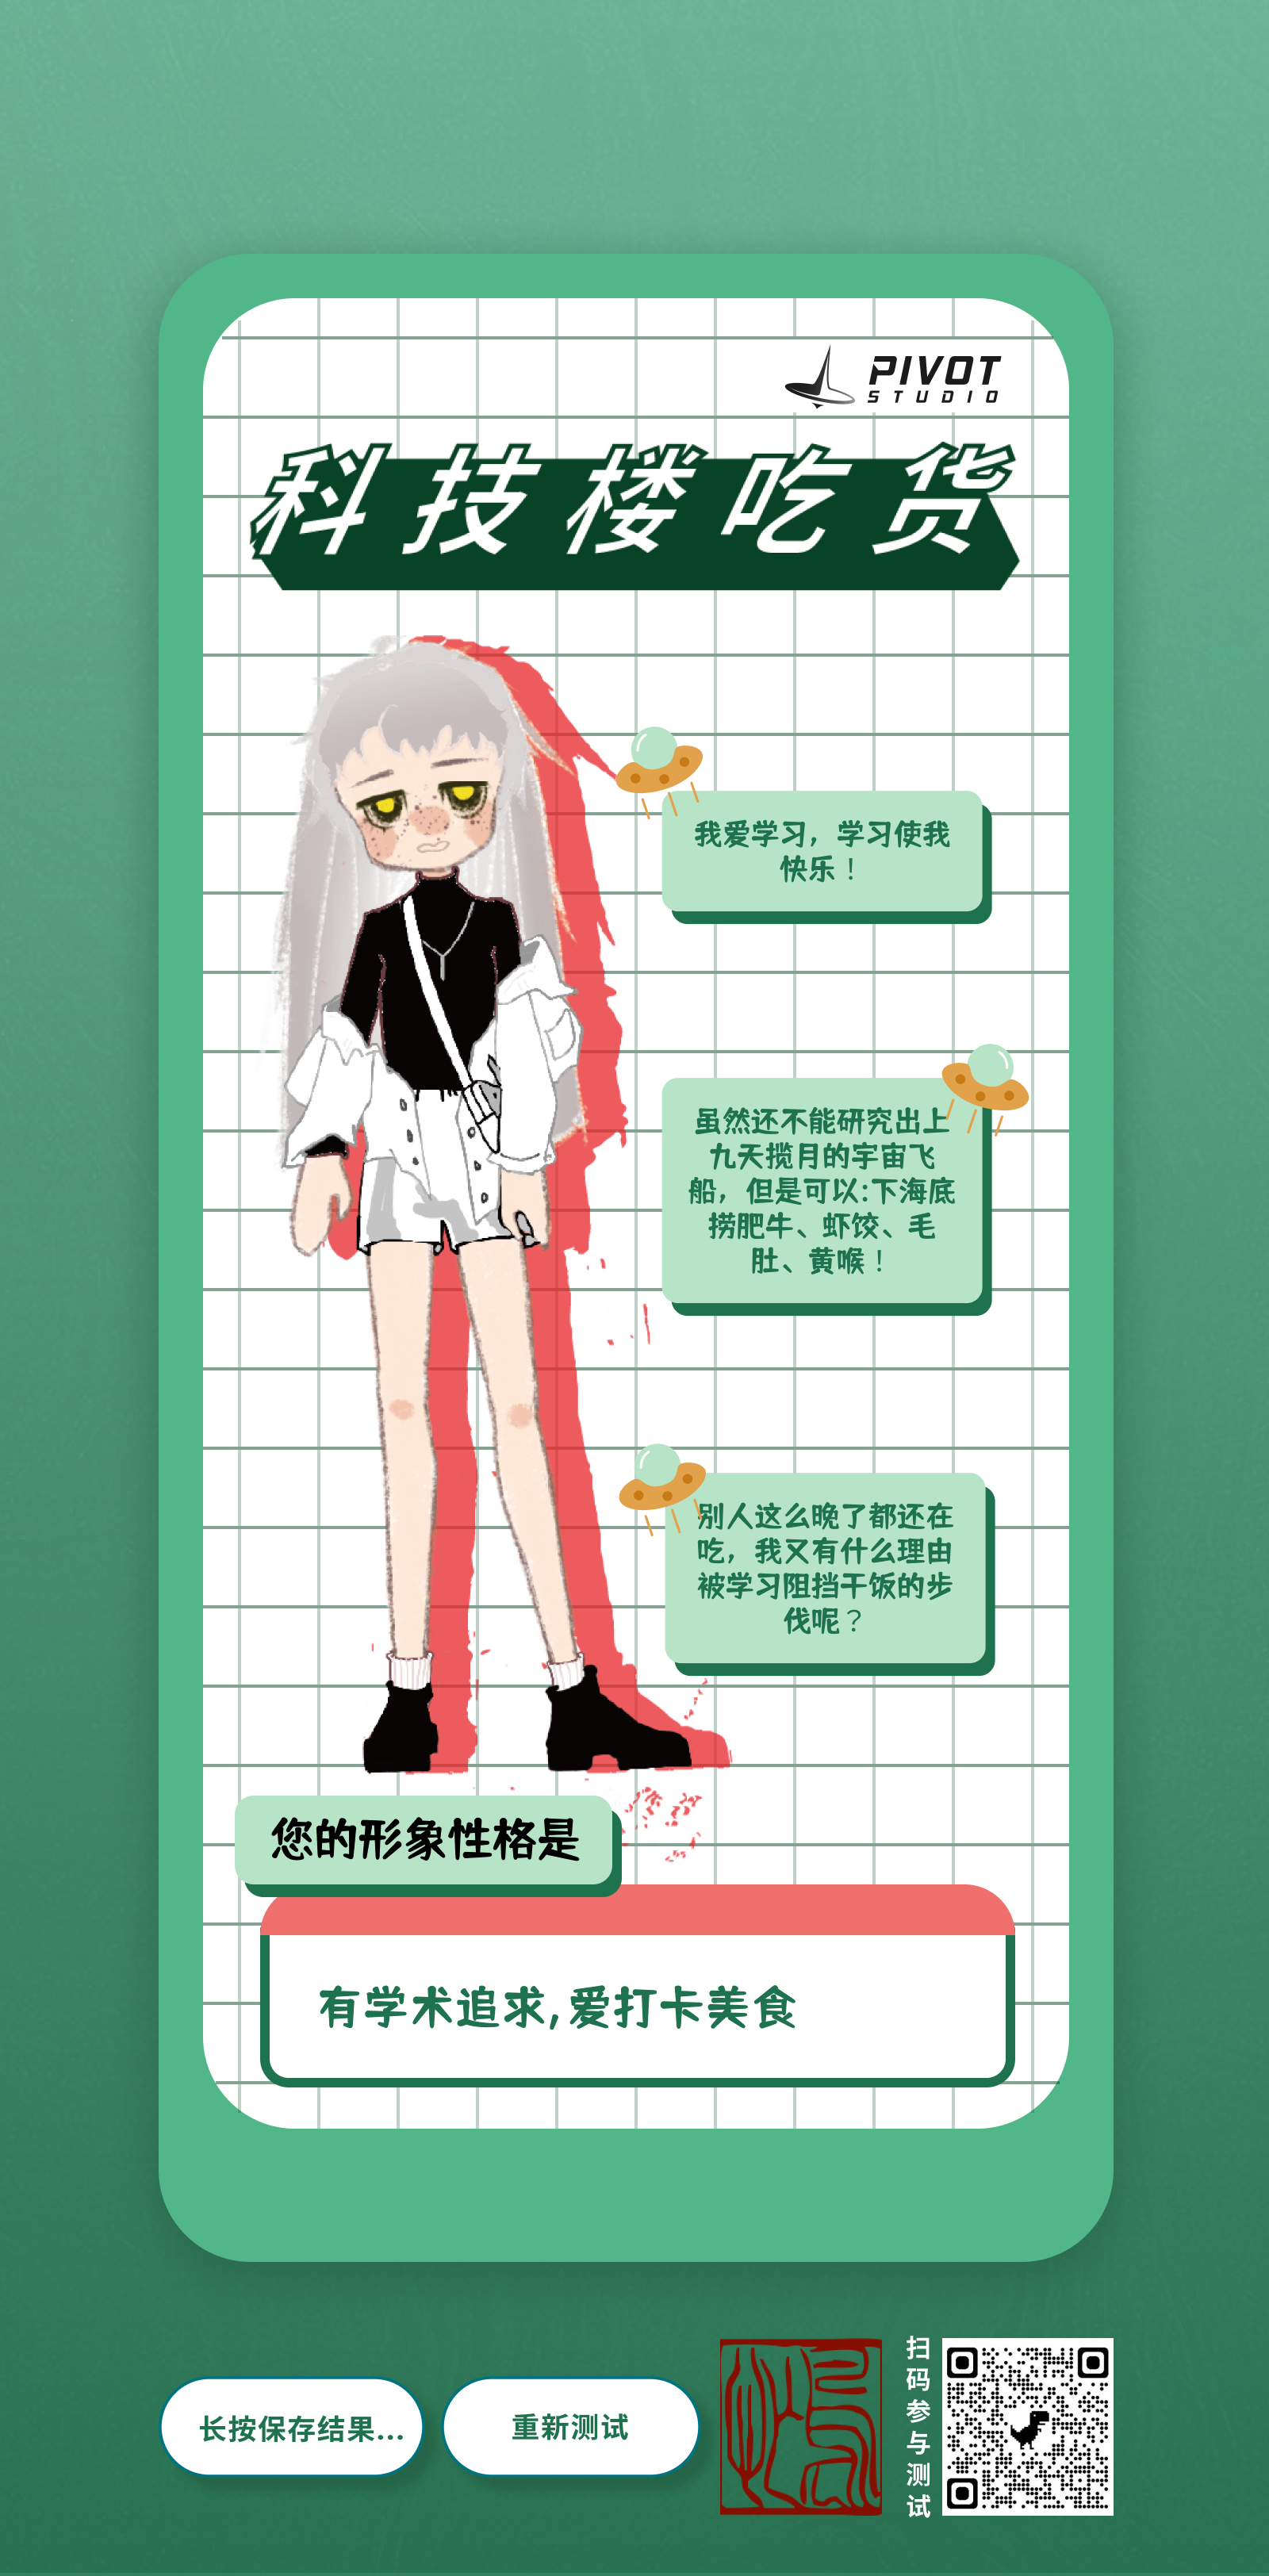 PIVOT
STUDIO
科技楼吃货
我爱学习，学习使我
快乐！
虽然还不能研究出上
九天揽月的宇宙飞
船，但是可以:下海底
捞肥牛、虾饺、毛
肚、黄喉！
别人这么晚了都还在
吃，我又有什么理由
被学习阻挡干饭的步
伐呢？
您的形象性格是
有学术追求,爱打卡美食
长按保存结果...
重新测试
扫码参与测试